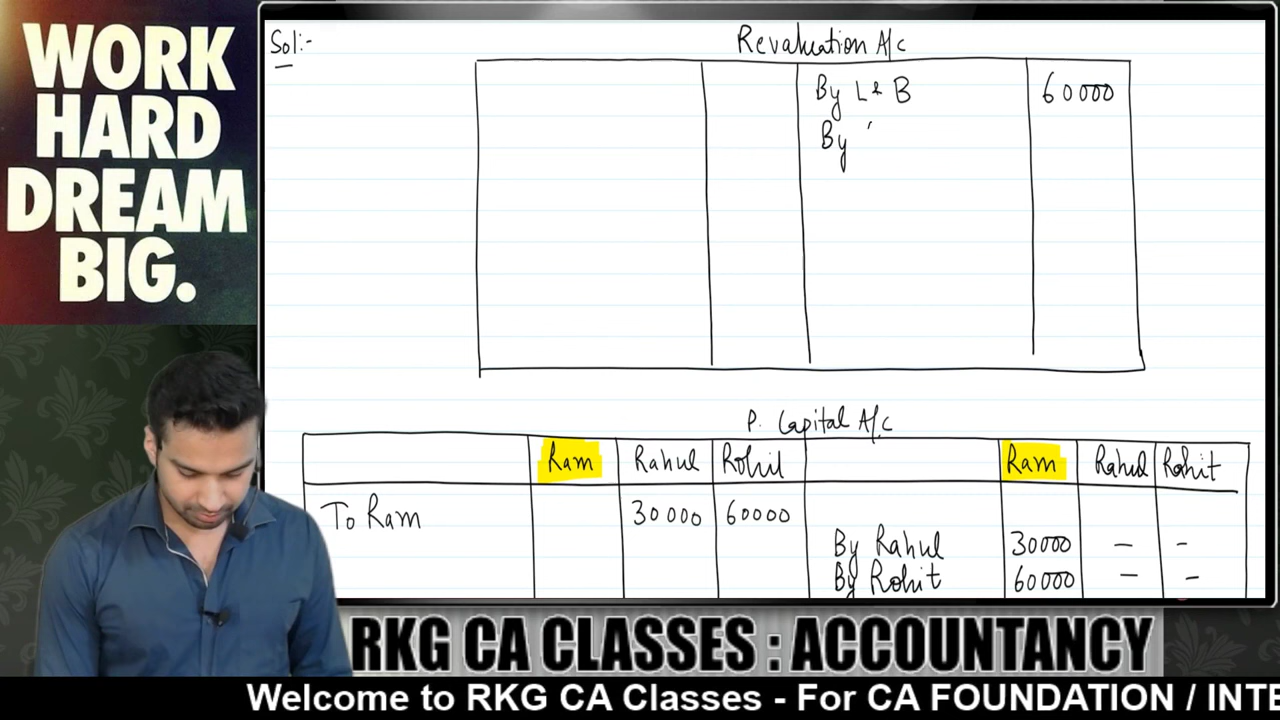 WORK
HARD
DREAM
BIG.
Sol:-
Revaluation A/c
By L & B 60000
By
P. Capital A/c
Ram Rahul Rohit Ram Rahul Rohit
To Ram 30000 60000
By Rahul 30000 - -
By Rohit 60000 - -
RKG CA CLASSES : ACCOUNTANCY
Welcome to RKG CA Classes - For CA FOUNDATION / INTE